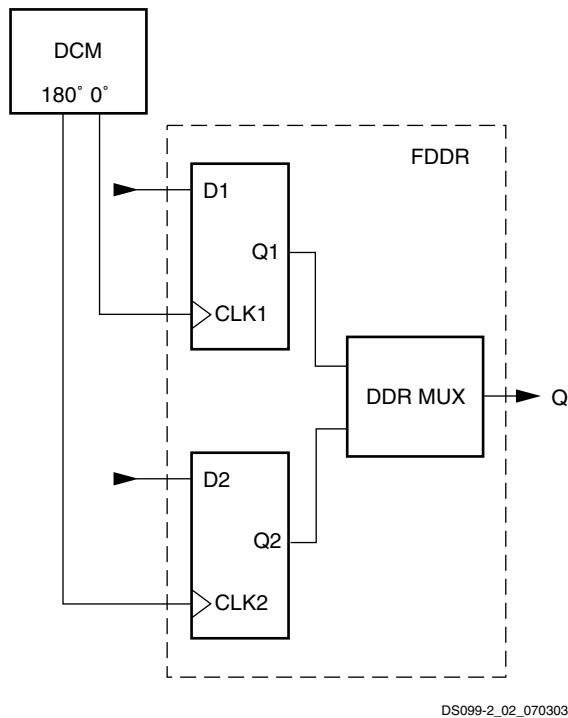 DCM
180˚ 0˚
FDDR
D1
Q1
CLK1
DDR MUX
Q
D2
Q2
CLK2
DS099-2_02_070303